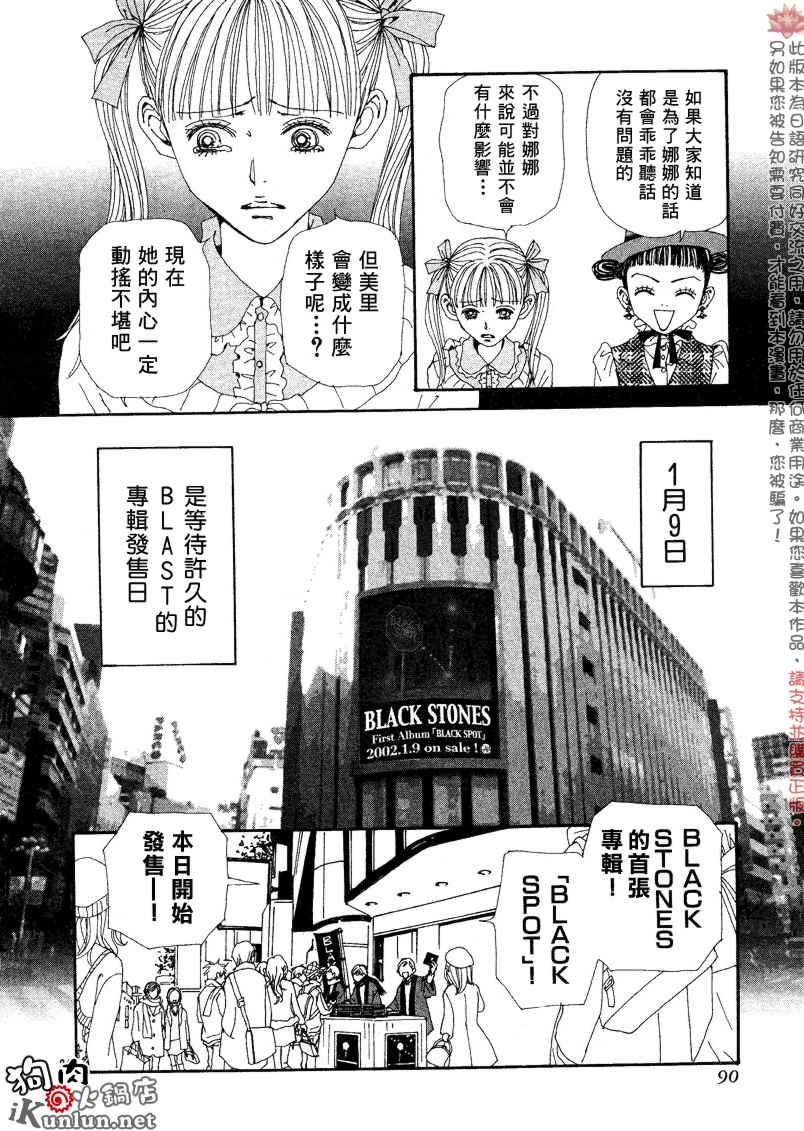 如果大家知道
是為了娜娜的話
都會乖乖聽話
沒有問題的
不過對娜娜
來說可能並不會
有什麼影響…
但美里
會變成什麼
樣子呢…?
現在
她的內心一定
動搖不堪吧
1月9日
是等待許久的
BLAST的
專輯發售日
PARCO
BLACK STONES
First Album「BLACK SPOT」
2002.1.9 on sale!
BLACK
STONES
的首張
專輯!
「BLACK
SPOT」!
本日開始
發售—!
BLA
90
狗肉
火鍋店
iKunlun.net
此版本為日語研究同好交流之用,請勿用於任何商業用途。如果您喜歡本作品,請支持並購買正版。
另如果您被告知需要付費,才能看到本漫畫,那麼,您被騙了!